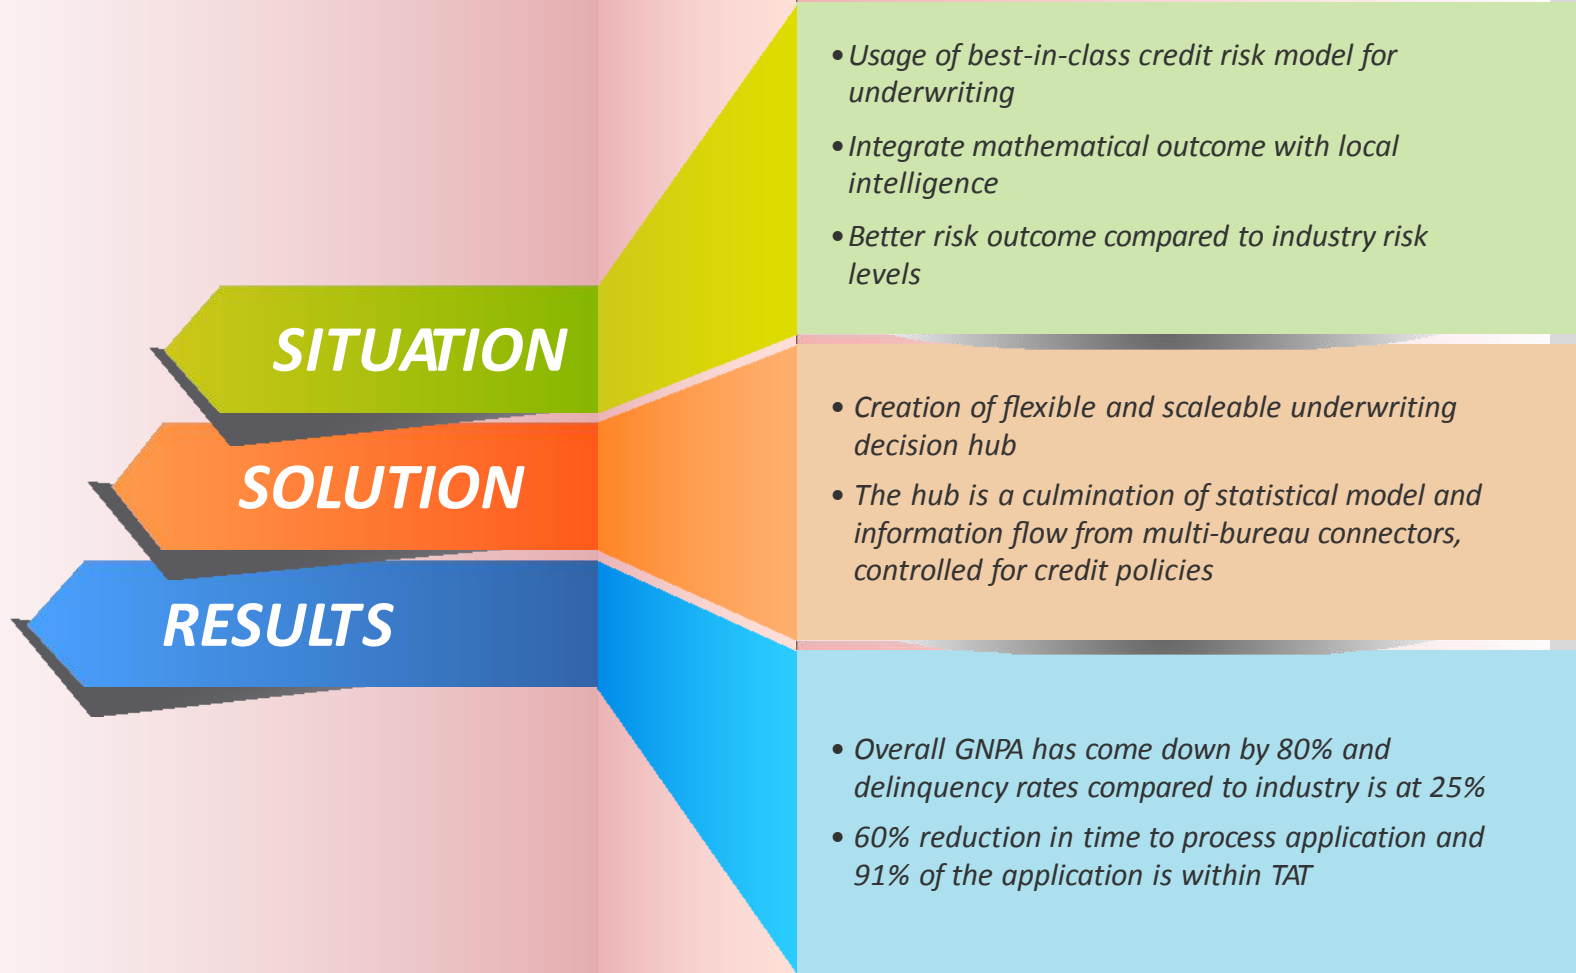 SITUATION
• Usage of best-in-class credit risk model for
underwriting
• Integrate mathematical outcome with local
intelligence
• Better risk outcome compared to industry risk
levels
SOLUTION
• Creation of flexible and scaleable underwriting
decision hub
• The hub is a culmination of statistical model and
information flow from multi-bureau connectors,
controlled for credit policies
RESULTS
• Overall GNPA has come down by 80% and
delinquency rates compared to industry is at 25%
• 60% reduction in time to process application and
91% of the application is within TAT